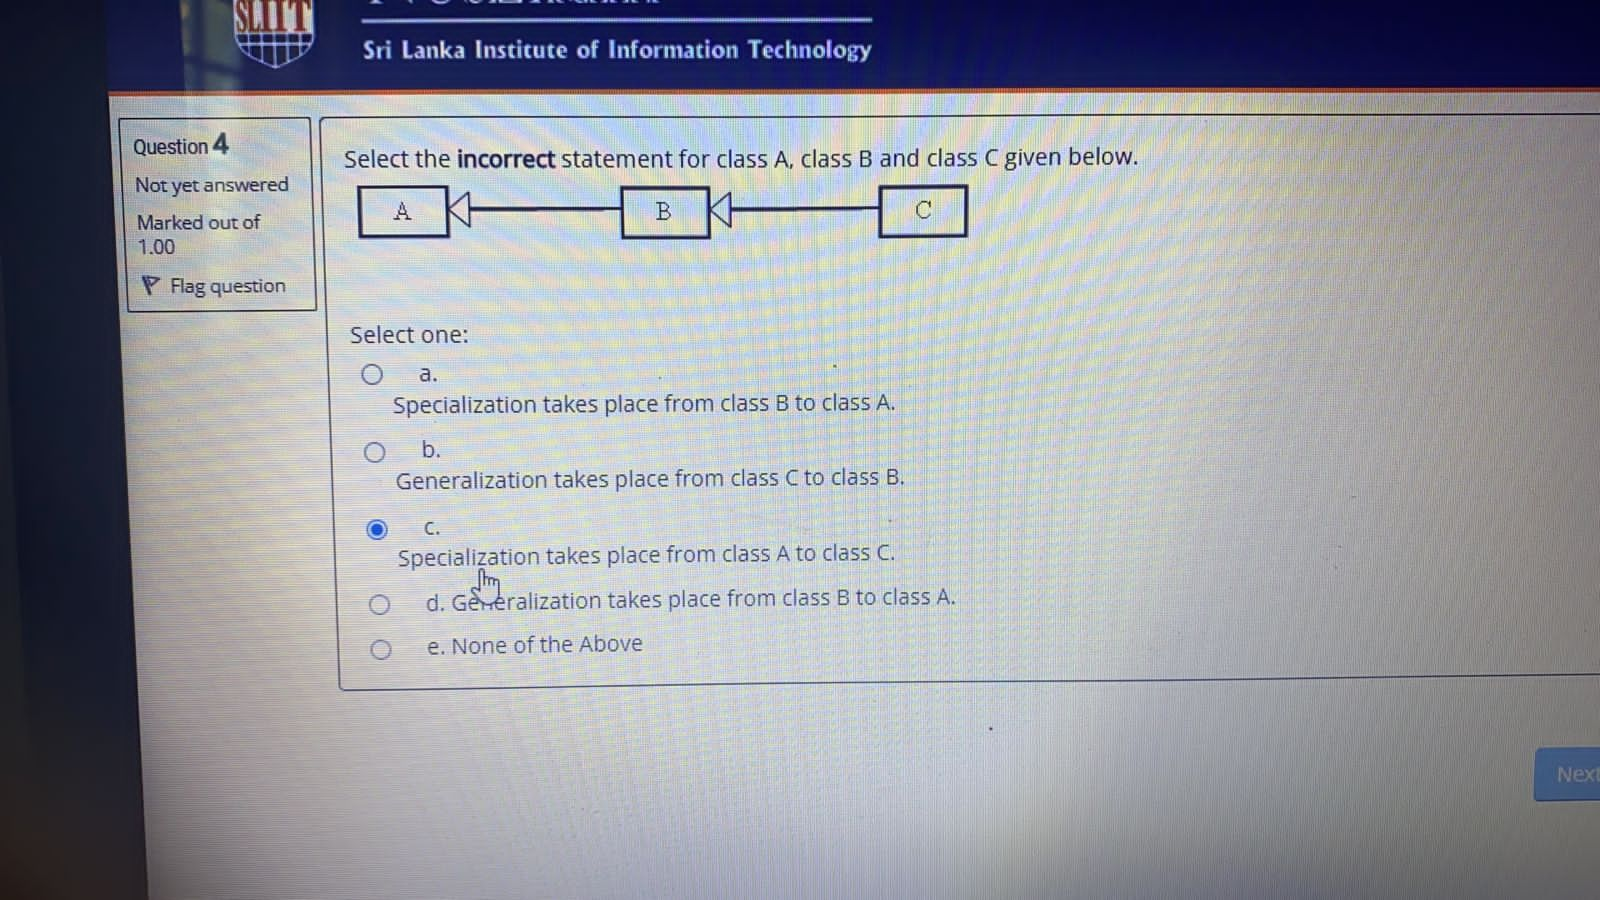 SLIIT
Sri Lanka Institute of Information Technology
Question 4
Not yet answered
Marked out of
1.00
Flag question
Select the incorrect statement for class A, class B and class C given below.
A B C
Select one:
a.
Specialization takes place from class B to class A.
b.
Generalization takes place from class C to class B.
c.
Specialization takes place from class A to class C.
d. Generalization takes place from class B to class A.
e. None of the Above
Next